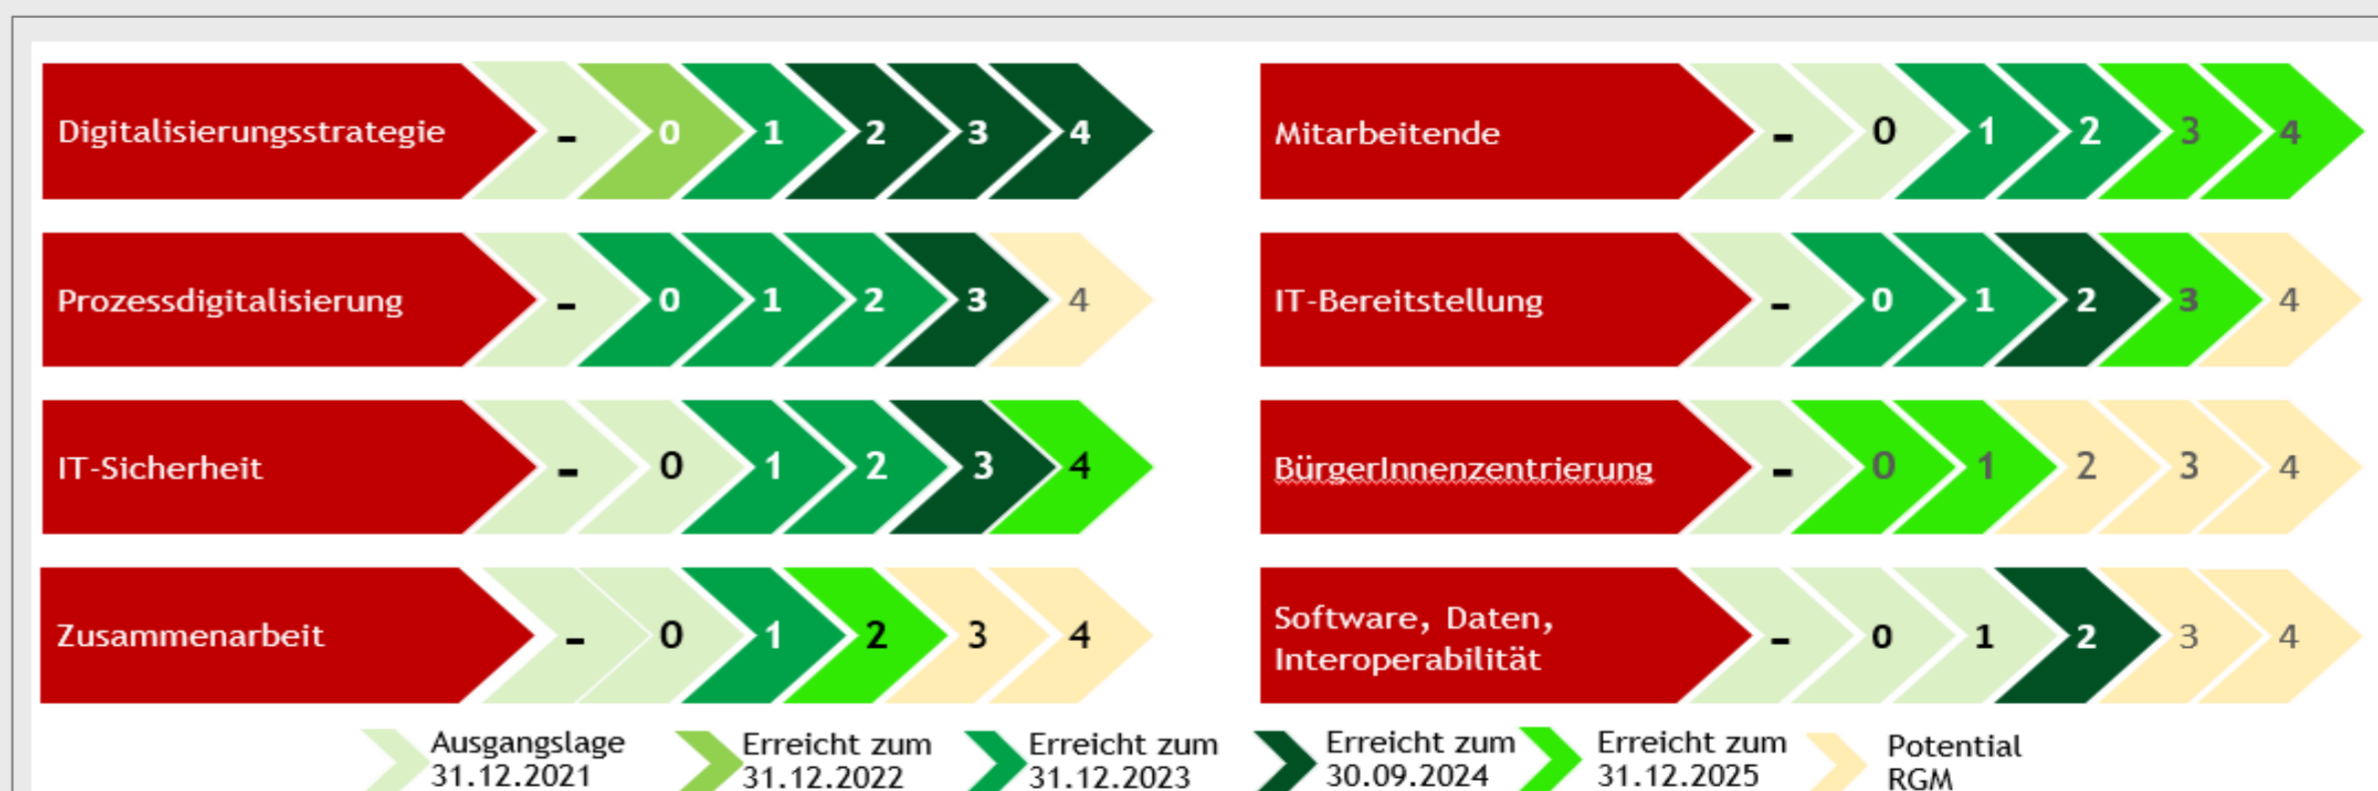 Digitalisierungsstrategie - 0 1 2 3 4
Mitarbeitende - 0 1 2 3 4
Prozessdigitalisierung - 0 1 2 3 4
IT-Bereitstellung - 0 1 2 3 4
IT-Sicherheit - 0 1 2 3 4
BürgerInnenzentrierung - 0 1 2 3 4
Zusammenarbeit - 0 1 2 3 4
Software, Daten,
Interoperabilität - 0 1 2 3 4
Ausgangslage
31.12.2021
Erreicht zum
31.12.2022
Erreicht zum
31.12.2023
Erreicht zum
30.09.2024
Erreicht zum
31.12.2025
Potential
RGM